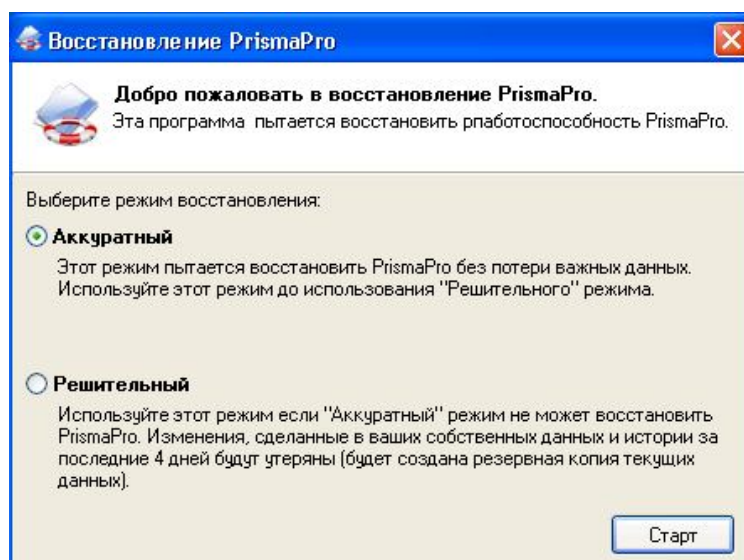 Восстановление PrismaPro
Добро пожаловать в восстановление PrismaPro.
Эта программа пытается восстановить рпаботоспособность PrismaPro.
Выберите режим восстановления:
Аккуратный
Этот режим пытается восстановить PrismaPro без потери важных данных.
Используйте этот режим до использования "Решительного" режима.
Решительный
Используйте этот режим если "Аккуратный" режим не может восстановить
PrismaPro. Изменения, сделанные в ваших собственных данных и истории за
последние 4 дней будут утеряны (будет создана резервная копия текущих
данных).
Старт